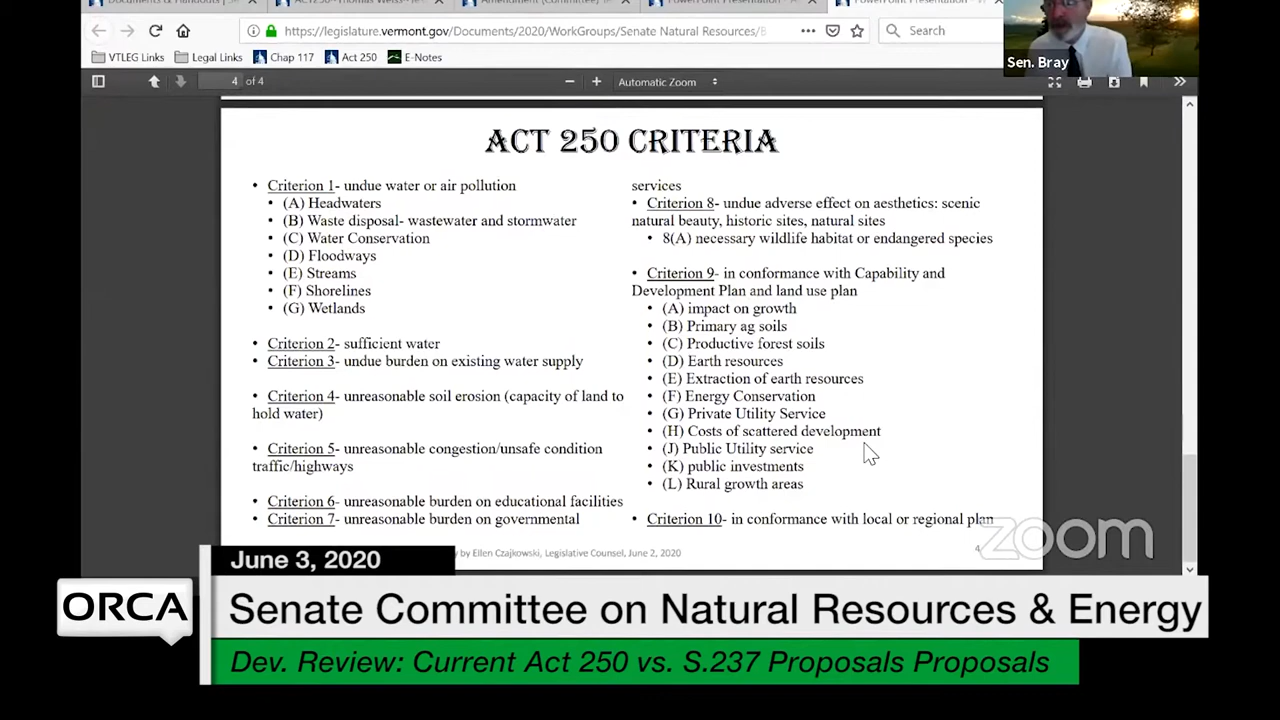 Amendment (Committee)
PowerPoint Presentation
PowerPoint Presentation
https://legislature.vermont.gov/Documents/2020/WorkGroups/Senate Natural Resources/B
Search
VTLEG Links
Legal Links
Chap 117
Act 250
E-Notes
Sen. Bray
4 of 4
Automatic Zoom
ACT 250 CRITERIA
• Criterion 1- undue water or air pollution
• (A) Headwaters
• (B) Waste disposal- wastewater and stormwater
• (C) Water Conservation
• (D) Floodways
• (E) Streams
• (F) Shorelines
• (G) Wetlands
• Criterion 2- sufficient water
• Criterion 3- undue burden on existing water supply
• Criterion 4- unreasonable soil erosion (capacity of land to
hold water)
• Criterion 5- unreasonable congestion/unsafe condition
traffic/highways
• Criterion 6- unreasonable burden on educational facilities
• Criterion 7- unreasonable burden on governmental
services
• Criterion 8- undue adverse effect on aesthetics: scenic
natural beauty, historic sites, natural sites
• 8(A) necessary wildlife habitat or endangered species
• Criterion 9- in conformance with Capability and
Development Plan and land use plan
• (A) impact on growth
• (B) Primary ag soils
• (C) Productive forest soils
• (D) Earth resources
• (E) Extraction of earth resources
• (F) Energy Conservation
• (G) Private Utility Service
• (H) Costs of scattered development
• (J) Public Utility service
• (K) public investments
• (L) Rural growth areas
• Criterion 10- in conformance with local or regional plan
by Ellen Czajkowski, Legislative Counsel, June 2, 2020
4
zoom
June 3, 2020
ORCA
Senate Committee on Natural Resources & Energy
Dev. Review: Current Act 250 vs. S.237 Proposals Proposals